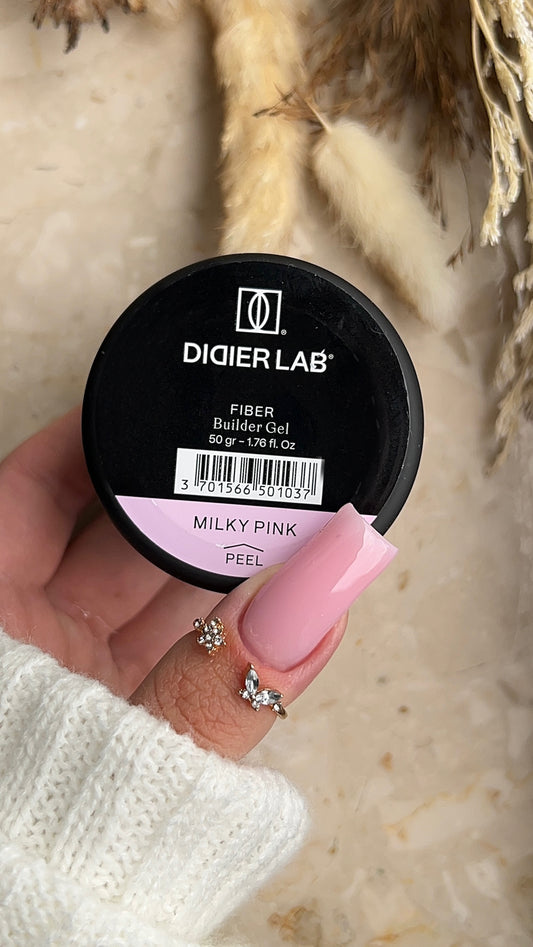 DIDIER LAB®
FIBER
Builder Gel
50 gr – 1.76 fl. Oz
3 701566 501037
MILKY PINK
PEEL